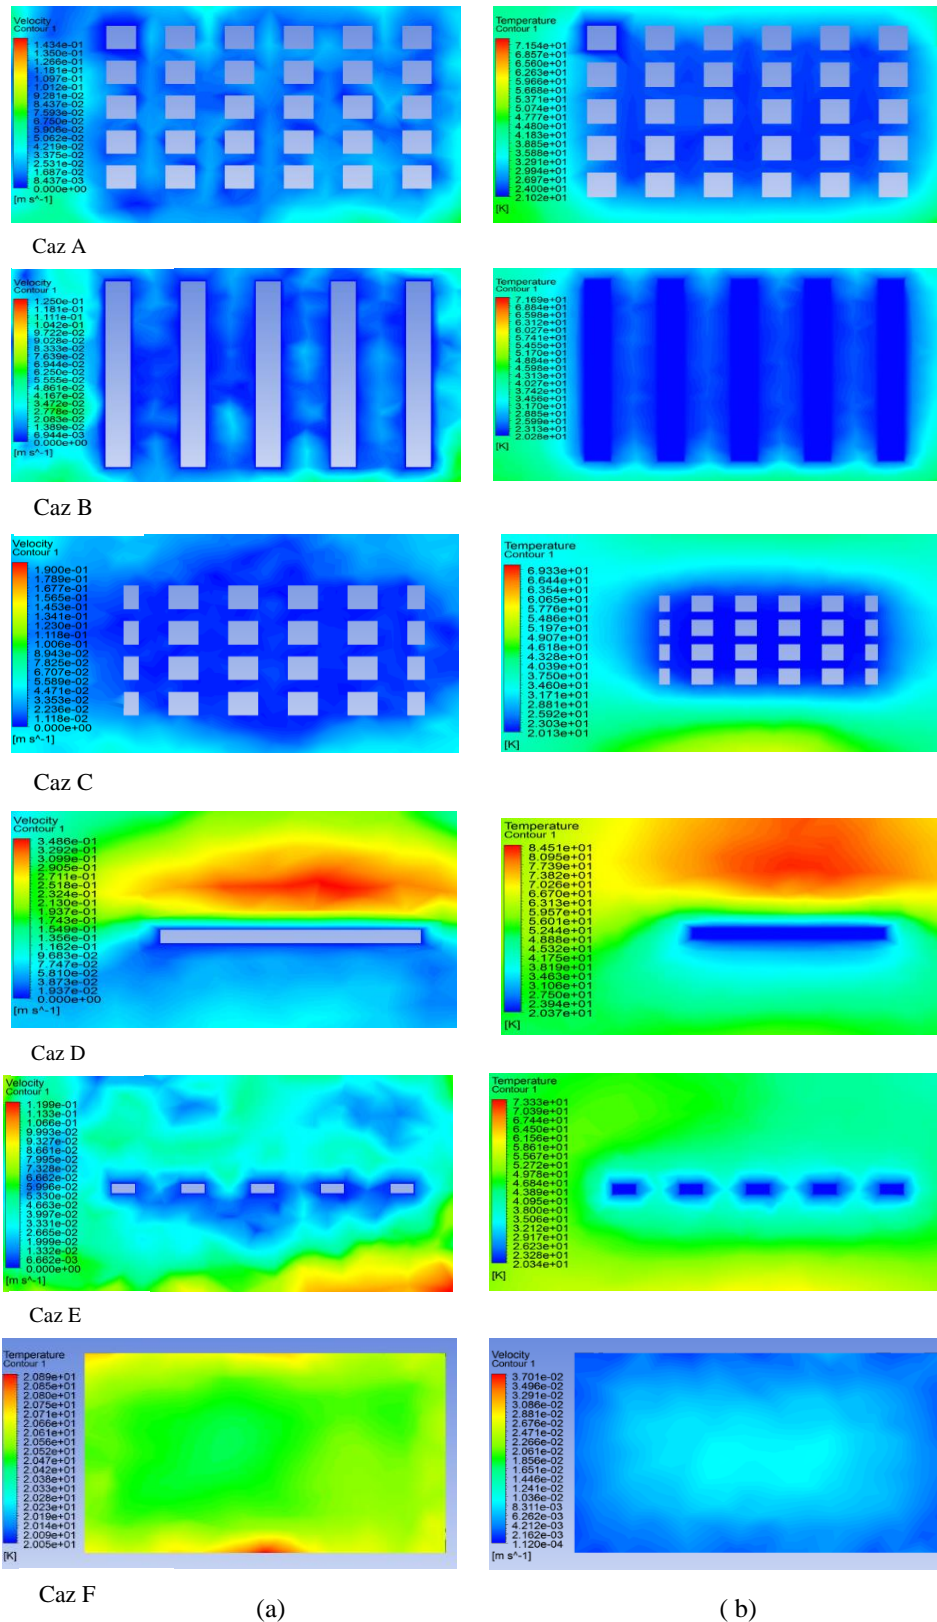 Velocity
Contour 1
1.434e-01
1.350e-01
1.266e-01
1.181e-01
1.097e-01
1.012e-01
9.281e-02
8.437e-02
7.593e-02
6.750e-02
5.906e-02
5.062e-02
4.219e-02
3.375e-02
2.531e-02
1.687e-02
8.437e-03
0.000e+00
[m s^-1]
Temperature
Contour 1
7.154e+01
6.857e+01
6.560e+01
6.263e+01
5.966e+01
5.668e+01
5.371e+01
5.074e+01
4.777e+01
4.480e+01
4.183e+01
3.885e+01
3.588e+01
3.291e+01
2.994e+01
2.697e+01
2.400e+01
2.102e+01
[K]
Caz A
Velocity
Contour 1
1.250e-01
1.181e-01
1.111e-01
1.042e-01
9.722e-02
9.028e-02
8.333e-02
7.639e-02
6.944e-02
6.250e-02
5.555e-02
4.861e-02
4.167e-02
3.472e-02
2.778e-02
2.083e-02
1.389e-02
6.944e-03
0.000e+00
[m s^-1]
Temperature
Contour 1
7.169e+01
6.884e+01
6.598e+01
6.312e+01
6.027e+01
5.741e+01
5.455e+01
5.170e+01
4.884e+01
4.598e+01
4.313e+01
4.027e+01
3.742e+01
3.456e+01
3.170e+01
2.885e+01
2.599e+01
2.313e+01
2.028e+01
[K]
Caz B
Velocity
Contour 1
1.900e-01
1.789e-01
1.677e-01
1.565e-01
1.453e-01
1.341e-01
1.230e-01
1.118e-01
1.006e-01
8.943e-02
7.825e-02
6.707e-02
5.589e-02
4.471e-02
3.353e-02
2.236e-02
1.118e-02
0.000e+00
[m s^-1]
Temperature
Contour 1
6.933e+01
6.644e+01
6.354e+01
6.065e+01
5.776e+01
5.486e+01
5.197e+01
4.907e+01
4.618e+01
4.328e+01
4.039e+01
3.750e+01
3.460e+01
3.171e+01
2.881e+01
2.592e+01
2.303e+01
2.013e+01
[K]
Caz C
Velocity
Contour 1
3.486e-01
3.292e-01
3.099e-01
2.905e-01
2.711e-01
2.518e-01
2.324e-01
2.130e-01
1.937e-01
1.743e-01
1.549e-01
1.356e-01
1.162e-01
9.683e-02
7.747e-02
5.810e-02
3.873e-02
1.937e-02
0.000e+00
[m s^-1]
Temperature
Contour 1
8.451e+01
8.095e+01
7.739e+01
7.382e+01
7.026e+01
6.670e+01
6.313e+01
5.957e+01
5.601e+01
5.244e+01
4.888e+01
4.532e+01
4.175e+01
3.819e+01
3.463e+01
3.106e+01
2.750e+01
2.394e+01
2.037e+01
[K]
Caz D
Velocity
Contour 1
1.199e-01
1.133e-01
1.066e-01
9.993e-02
9.327e-02
8.661e-02
7.995e-02
7.328e-02
6.662e-02
5.996e-02
5.330e-02
4.663e-02
3.997e-02
3.331e-02
2.665e-02
1.999e-02
1.332e-02
6.662e-03
0.000e+00
[m s^-1]
Temperature
Contour 1
7.333e+01
7.039e+01
6.744e+01
6.450e+01
6.156e+01
5.861e+01
5.567e+01
5.272e+01
4.978e+01
4.684e+01
4.389e+01
4.095e+01
3.800e+01
3.506e+01
3.212e+01
2.917e+01
2.623e+01
2.328e+01
2.034e+01
[K]
Caz E
Temperature
Contour 1
2.089e+01
2.085e+01
2.080e+01
2.075e+01
2.071e+01
2.066e+01
2.061e+01
2.056e+01
2.052e+01
2.047e+01
2.042e+01
2.038e+01
2.033e+01
2.028e+01
2.023e+01
2.019e+01
2.014e+01
2.009e+01
2.005e+01
[K]
Velocity
Contour 1
3.701e-02
3.496e-02
3.291e-02
3.086e-02
2.881e-02
2.676e-02
2.471e-02
2.266e-02
2.061e-02
1.856e-02
1.651e-02
1.446e-02
1.241e-02
1.036e-02
8.311e-03
6.262e-03
4.212e-03
2.162e-03
1.120e-04
[m s^-1]
Caz F
(a)
( b)